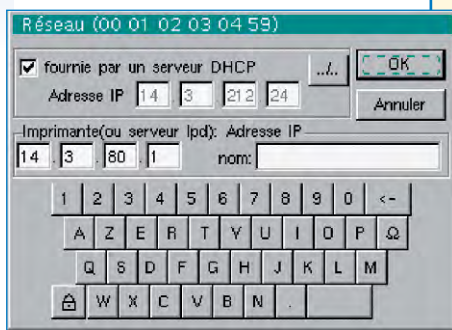 Réseau (00 01 02 03 04 59)
fournie par un serveur DHCP ../.. OK
Adresse IP 14 3 212 24 Annuler
Imprimante(ou serveur lpd): Adresse IP
14 . 3 . 80 . 1 nom:
1 2 3 4 5 6 7 8 9 0 <-
A Z E R T Y U I O P Ω
Q S D F G H J K L M
W X C V B N .